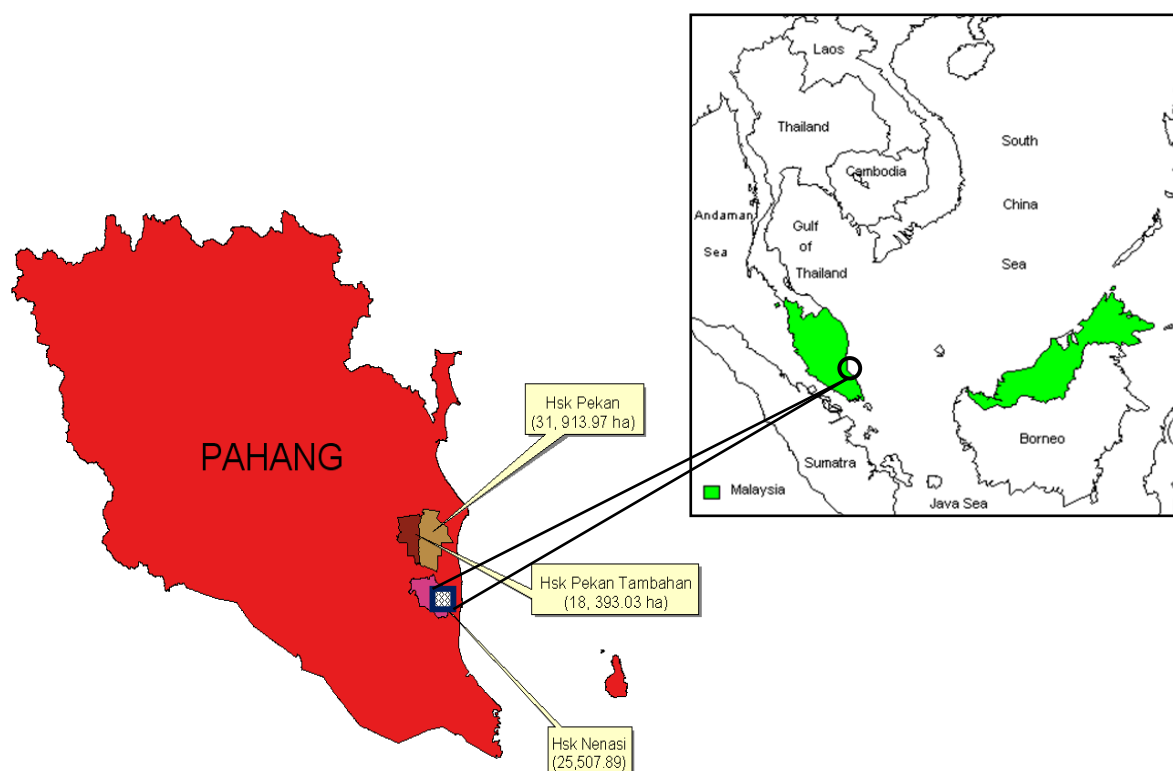 PAHANG
Hsk Pekan
(31, 913.97 ha)
Hsk Pekan Tambahan
(18, 393.03 ha)
Hsk Nenasi
(25,507.89)
Laos
Thailand
Cambodia
South
China
Sea
Andaman
Sea
Gulf
of
Thailand
Sumatra
Borneo
Java Sea
Malaysia